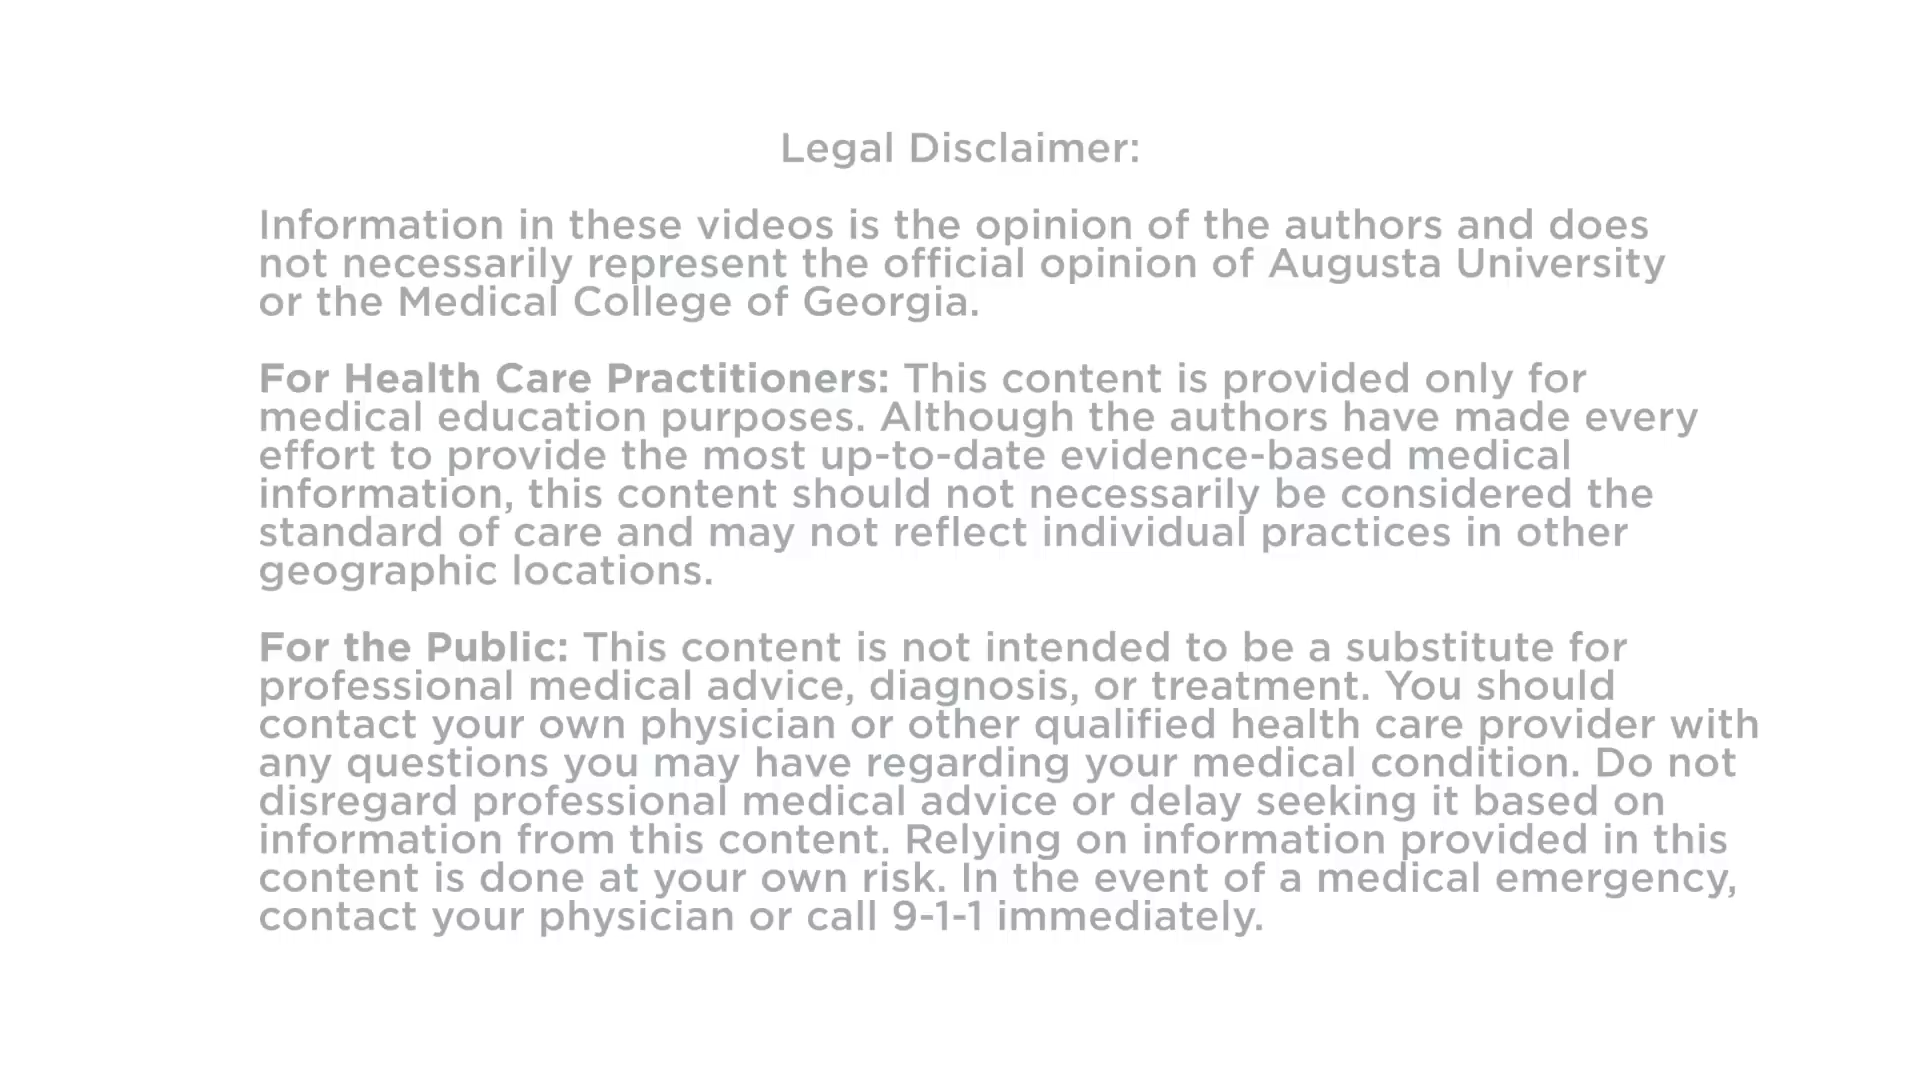 Legal Disclaimer:
Information in these videos is the opinion of the authors and does
not necessarily represent the official opinion of Augusta University
or the Medical College of Georgia.
For Health Care Practitioners: This content is provided only for
medical education purposes. Although the authors have made every
effort to provide the most up-to-date evidence-based medical
information, this content should not necessarily be considered the
standard of care and may not reflect individual practices in other
geographic locations.
For the Public: This content is not intended to be a substitute for
professional medical advice, diagnosis, or treatment. You should
contact your own physician or other qualified health care provider with
any questions you may have regarding your medical condition. Do not
disregard professional medical advice or delay seeking it based on
information from this content. Relying on information provided in this
content is done at your own risk. In the event of a medical emergency,
contact your physician or call 9-1-1 immediately.